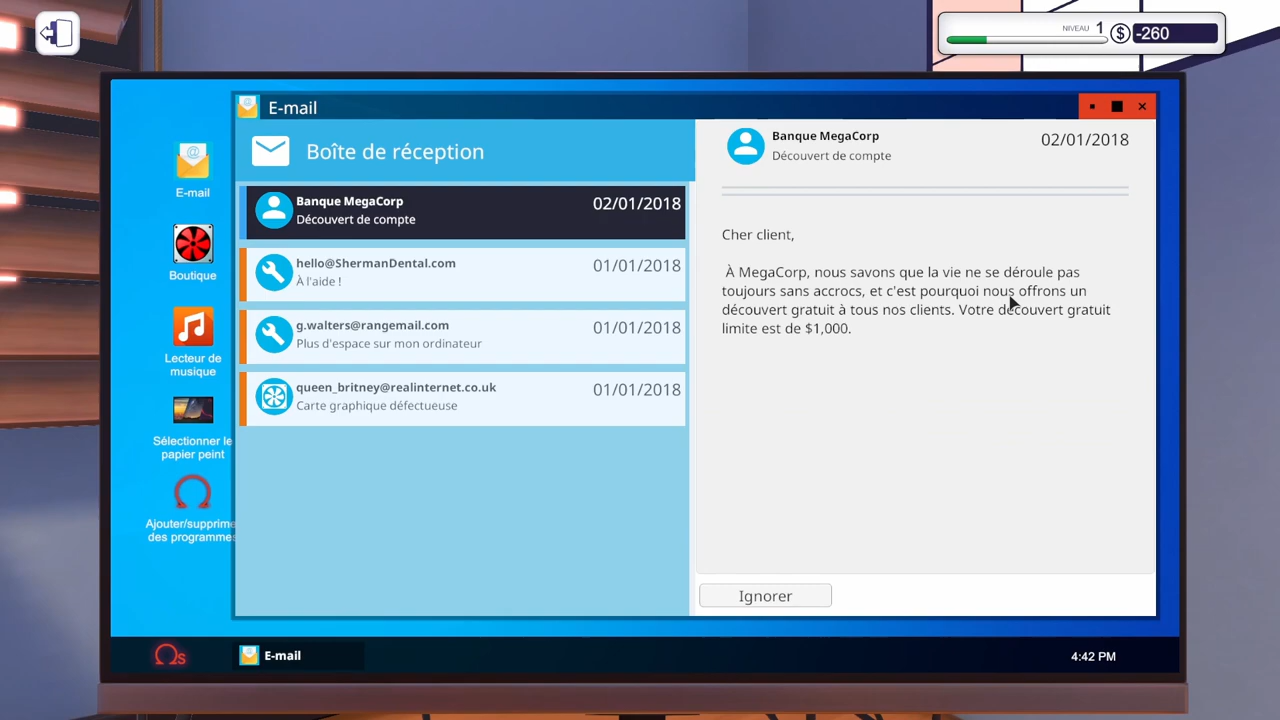 NIVEAU 1 $ -260
E-mail
Boîte de réception
Banque MegaCorp 02/01/2018
Découvert de compte
hello@ShermanDental.com 01/01/2018
À l'aide !
g.walters@rangemail.com 01/01/2018
Plus d'espace sur mon ordinateur
queen_britney@realinternet.co.uk 01/01/2018
Carte graphique défectueuse
Banque MegaCorp 02/01/2018
Découvert de compte
Cher client,
À MegaCorp, nous savons que la vie ne se déroule pas
toujours sans accrocs, et c'est pourquoi nous offrons un
découvert gratuit à tous nos clients. Votre découvert gratuit
limite est de $1,000.
Ignorer
E-mail
Boutique
Lecteur de
musique
Sélectionner le
papier peint
Ajouter/supprime
des programmes
Ωs
E-mail
4:42 PM